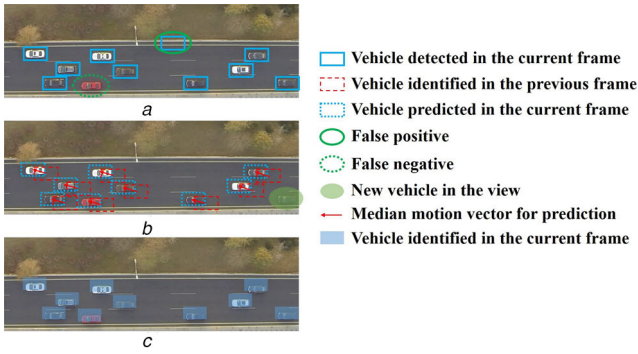 a
Vehicle detected in the current frame
Vehicle identified in the previous frame
Vehicle predicted in the current frame
False positive
b
False negative
New vehicle in the view
Median motion vector for prediction
Vehicle identified in the current frame
c